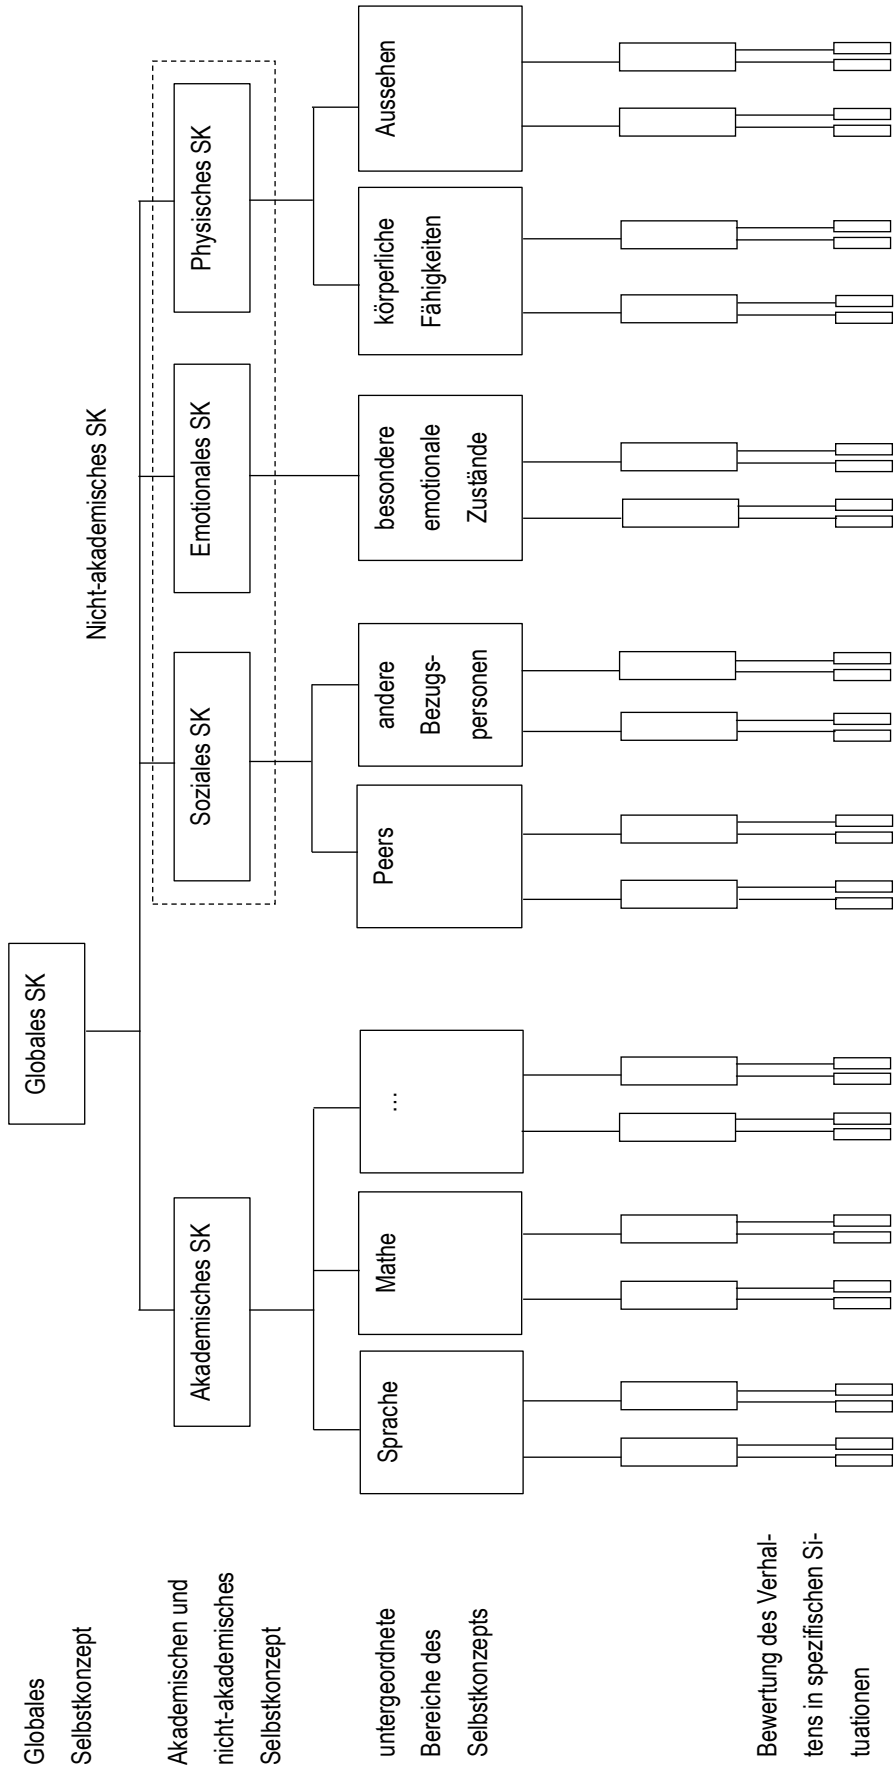 Globales
Selbstkonzept
Globales SK
Nicht-akademisches SK
Akademischen und
nicht-akademisches
Selbstkonzept
Akademisches SK
Soziales SK
Emotionales SK
Physisches SK
untergeordnete
Bereiche des
Selbstkonzepts
Sprache
Mathe
...
Peers
andere
Bezugs-
personen
besondere
emotionale
Zustände
körperliche
Fähigkeiten
Aussehen
Bewertung des Verhal-
tens in spezifischen Si-
tuationen